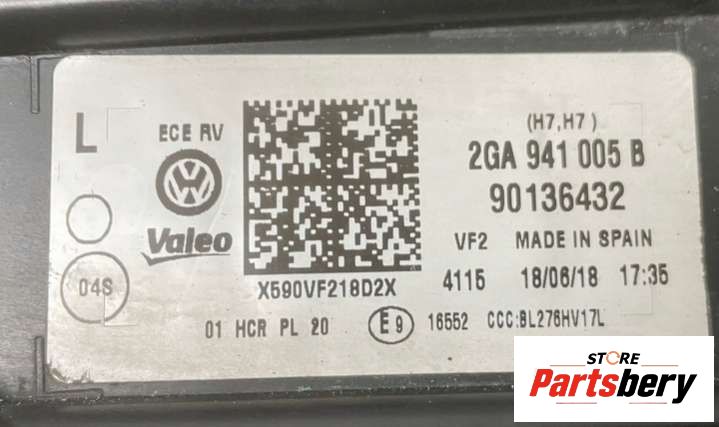 L
ECE RV
Valeo
04S
X590VF218D2X
(H7,H7 )
2GA 941 005 B
90136432
VF2 MADE IN SPAIN
4115 18/06/18 17:35
01 HCR PL 20 E9 16552 CCC:BL276HV17L
STORE
Partsbery